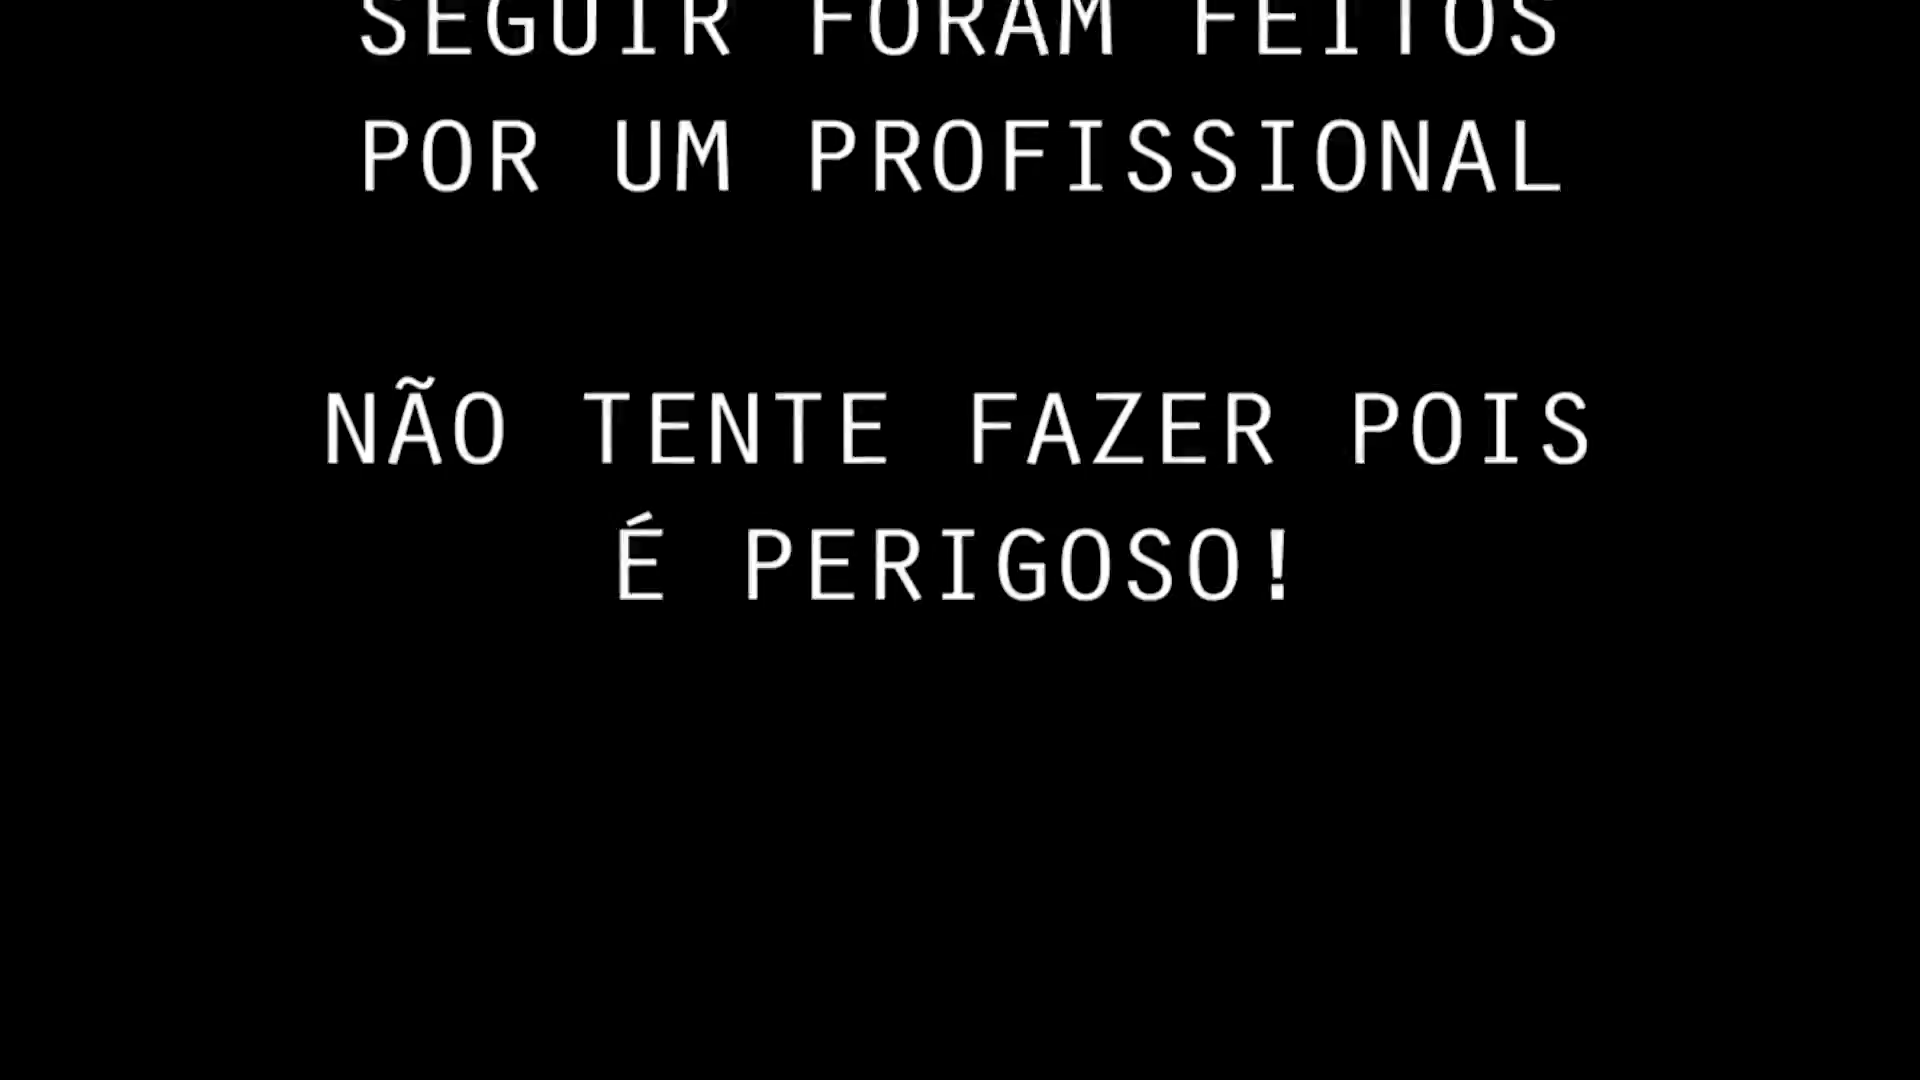 SEGUIR FORAM FEITOS
POR UM PROFISSIONAL
NÃO TENTE FAZER POIS
É PERIGOSO!